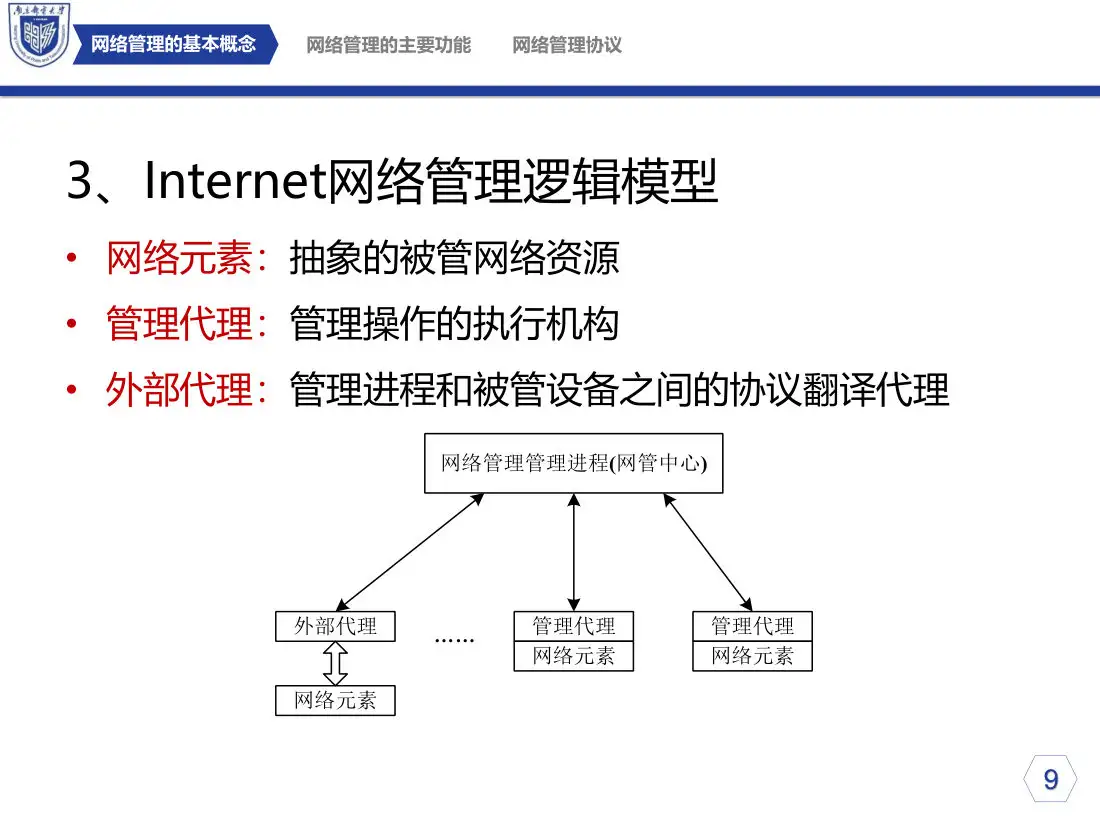 网络管理的基本概念 网络管理的主要功能 网络管理协议
3、Internet网络管理逻辑模型
• 网络元素：抽象的被管网络资源
• 管理代理：管理操作的执行机构
• 外部代理：管理进程和被管设备之间的协议翻译代理
网络管理管理进程(网管中心)
外部代理 …… 管理代理 管理代理
网络元素 网络元素
网络元素
9